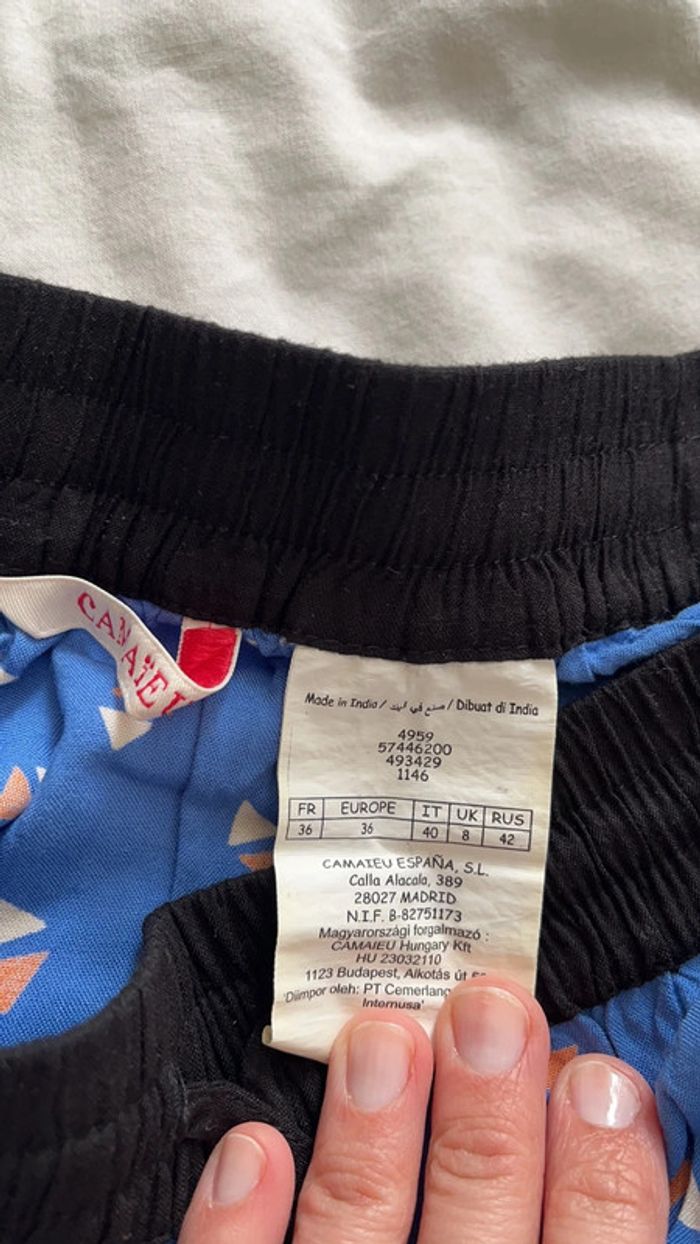 CAMAÏEU
Made in India / صنع في الهند / Dibuat di India
4959
57446200
493429
1146
FR EUROPE IT UK RUS
36 36 40 8 42
CAMAIEU ESPAÑA, S.L.
Calla Alacala, 389
28027 MADRID
N.I.F. B-82751173
Magyarországi forgalmazó :
CAMAIEU Hungary Kft
HU 23032110
1123 Budapest, Alkotás út
'Diimpor oleh: PT Cemerlang
Internusa'